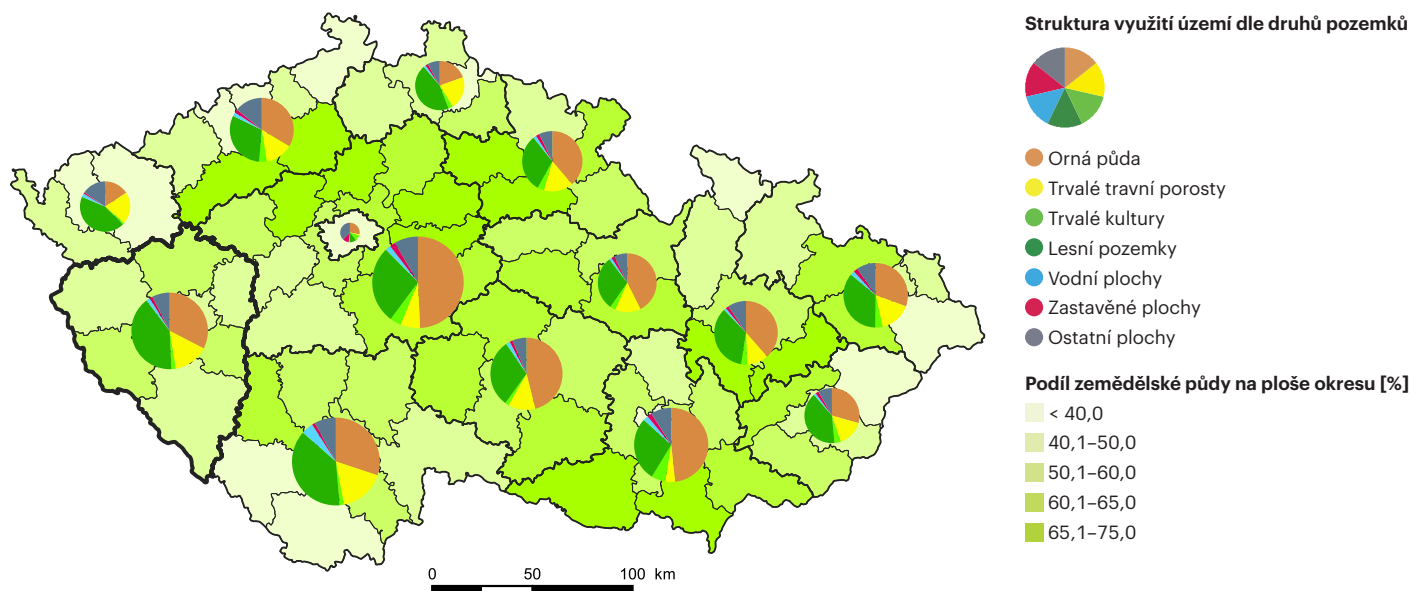 Struktura využití území dle druhů pozemků
Orná půda
Trvalé travní porosty
Trvalé kultury
Lesní pozemky
Vodní plochy
Zastavěné plochy
Ostatní plochy
Podíl zemědělské půdy na ploše okresu [%]
< 40,0
40,1–50,0
50,1–60,0
60,1–65,0
65,1–75,0
0 50 100 km